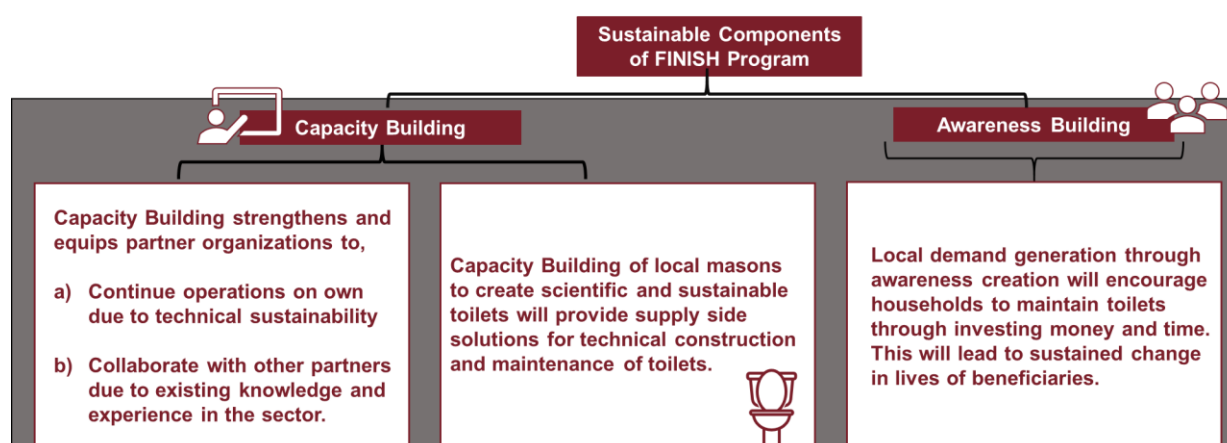 Sustainable Components
of FINISH Program
Capacity Building
Awareness Building
Capacity Building strengthens and
equips partner organizations to,
a) Continue operations on own
due to technical sustainability
b) Collaborate with other partners
due to existing knowledge and
experience in the sector.
Capacity Building of local masons
to create scientific and sustainable
toilets will provide supply side
solutions for technical construction
and maintenance of toilets.
Local demand generation through
awareness creation will encourage
households to maintain toilets
through investing money and time.
This will lead to sustained change
in lives of beneficiaries.